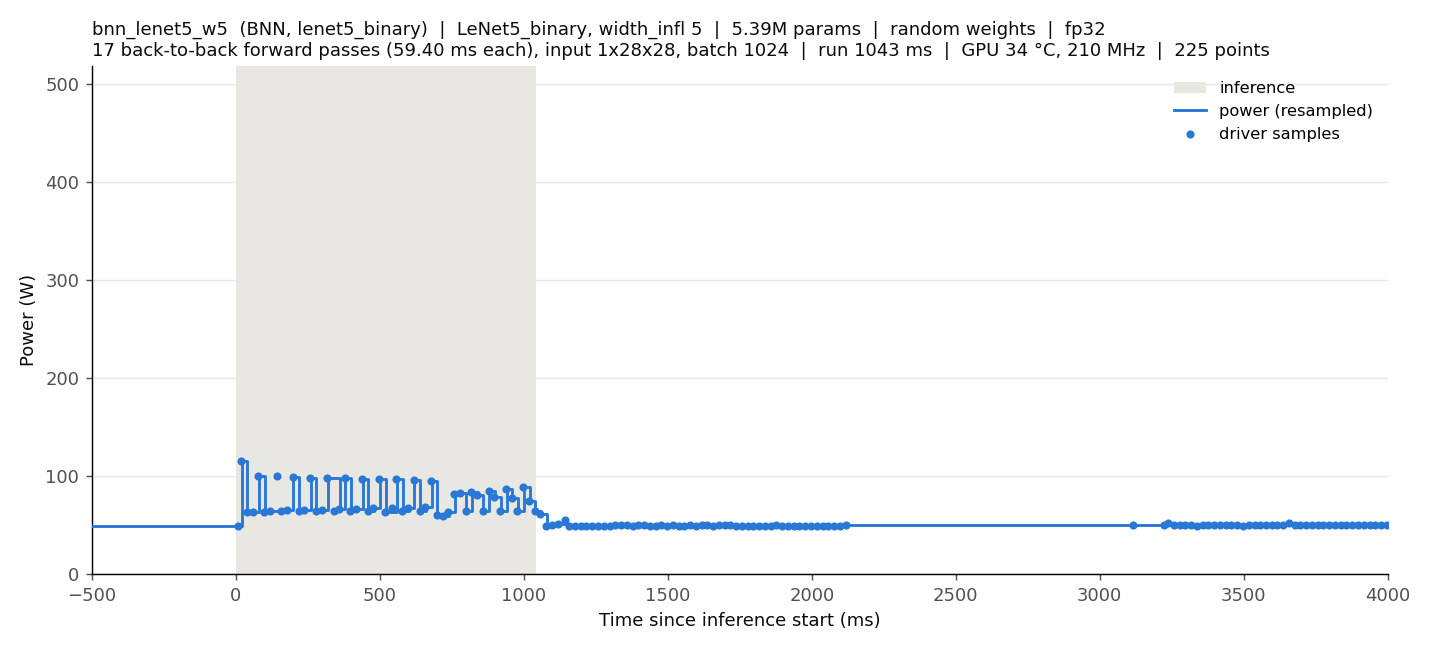 bnn_lenet5_w5  (BNN, lenet5_binary)  |  LeNet5_binary, width_infl 5  |  5.39M params  |  random weights  |  fp32
17 back-to-back forward passes (59.40 ms each), input 1x28x28, batch 1024  |  run 1043 ms  |  GPU 34 °C, 210 MHz  |  225 points
inference
power (resampled)
driver samples
Power (W)
500
400
300
200
100
0
−500 0 500 1000 1500 2000 2500 3000 3500 4000
Time since inference start (ms)